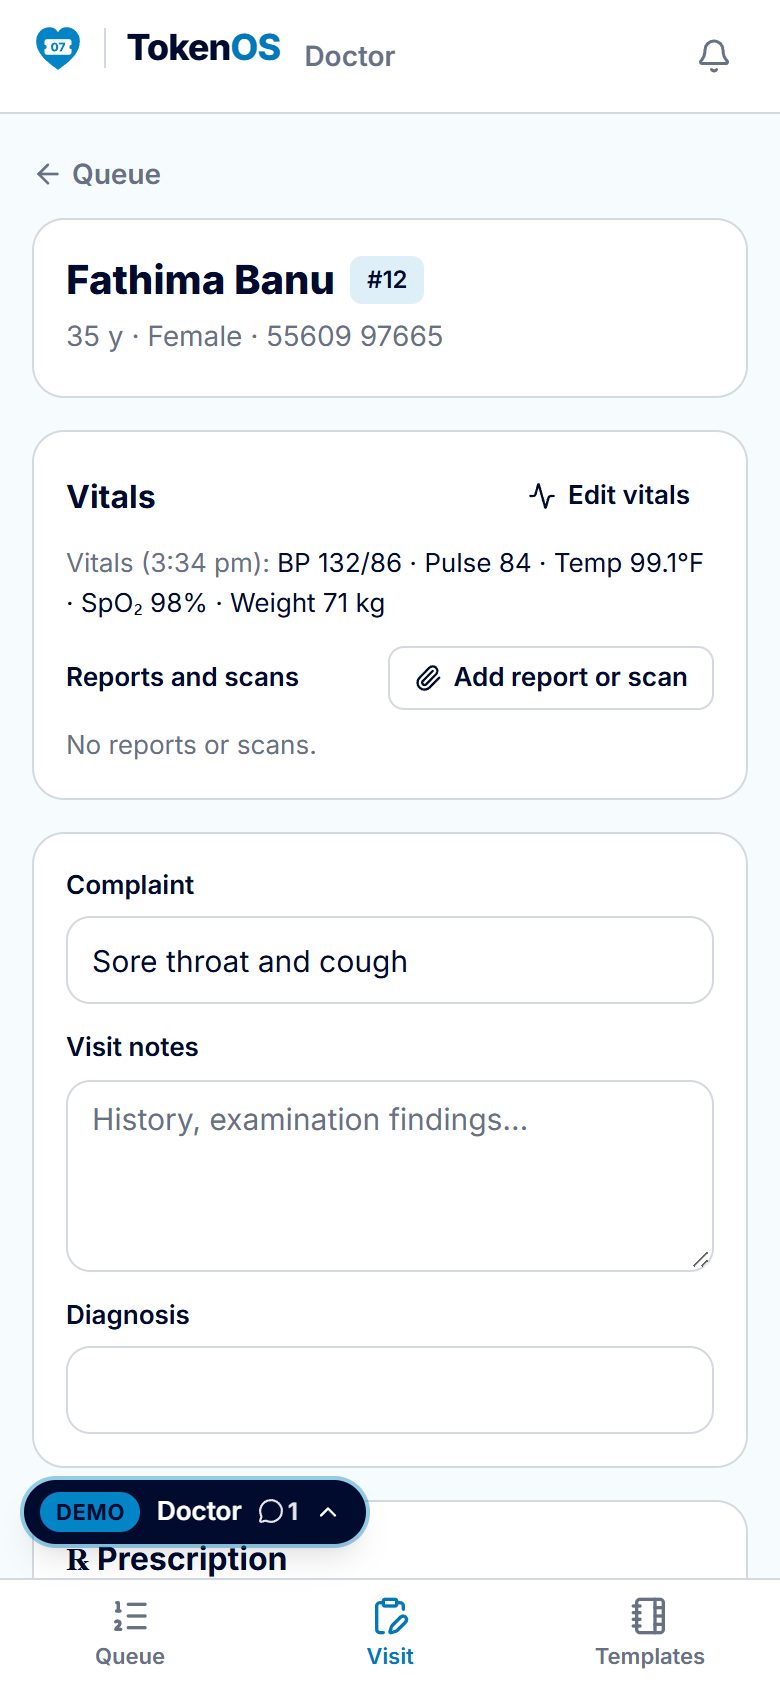 07
TokenOS Doctor
Queue
Fathima Banu #12
35 y · Female · 55609 97665
Vitals
Edit vitals
Vitals (3:34 pm): BP 132/86 · Pulse 84 · Temp 99.1°F
· SpO₂ 98% · Weight 71 kg
Reports and scans
Add report or scan
No reports or scans.
Complaint
Sore throat and cough
Visit notes
History, examination findings...
Diagnosis
DEMO Doctor 1
℞ Prescription
Queue
Visit
Templates